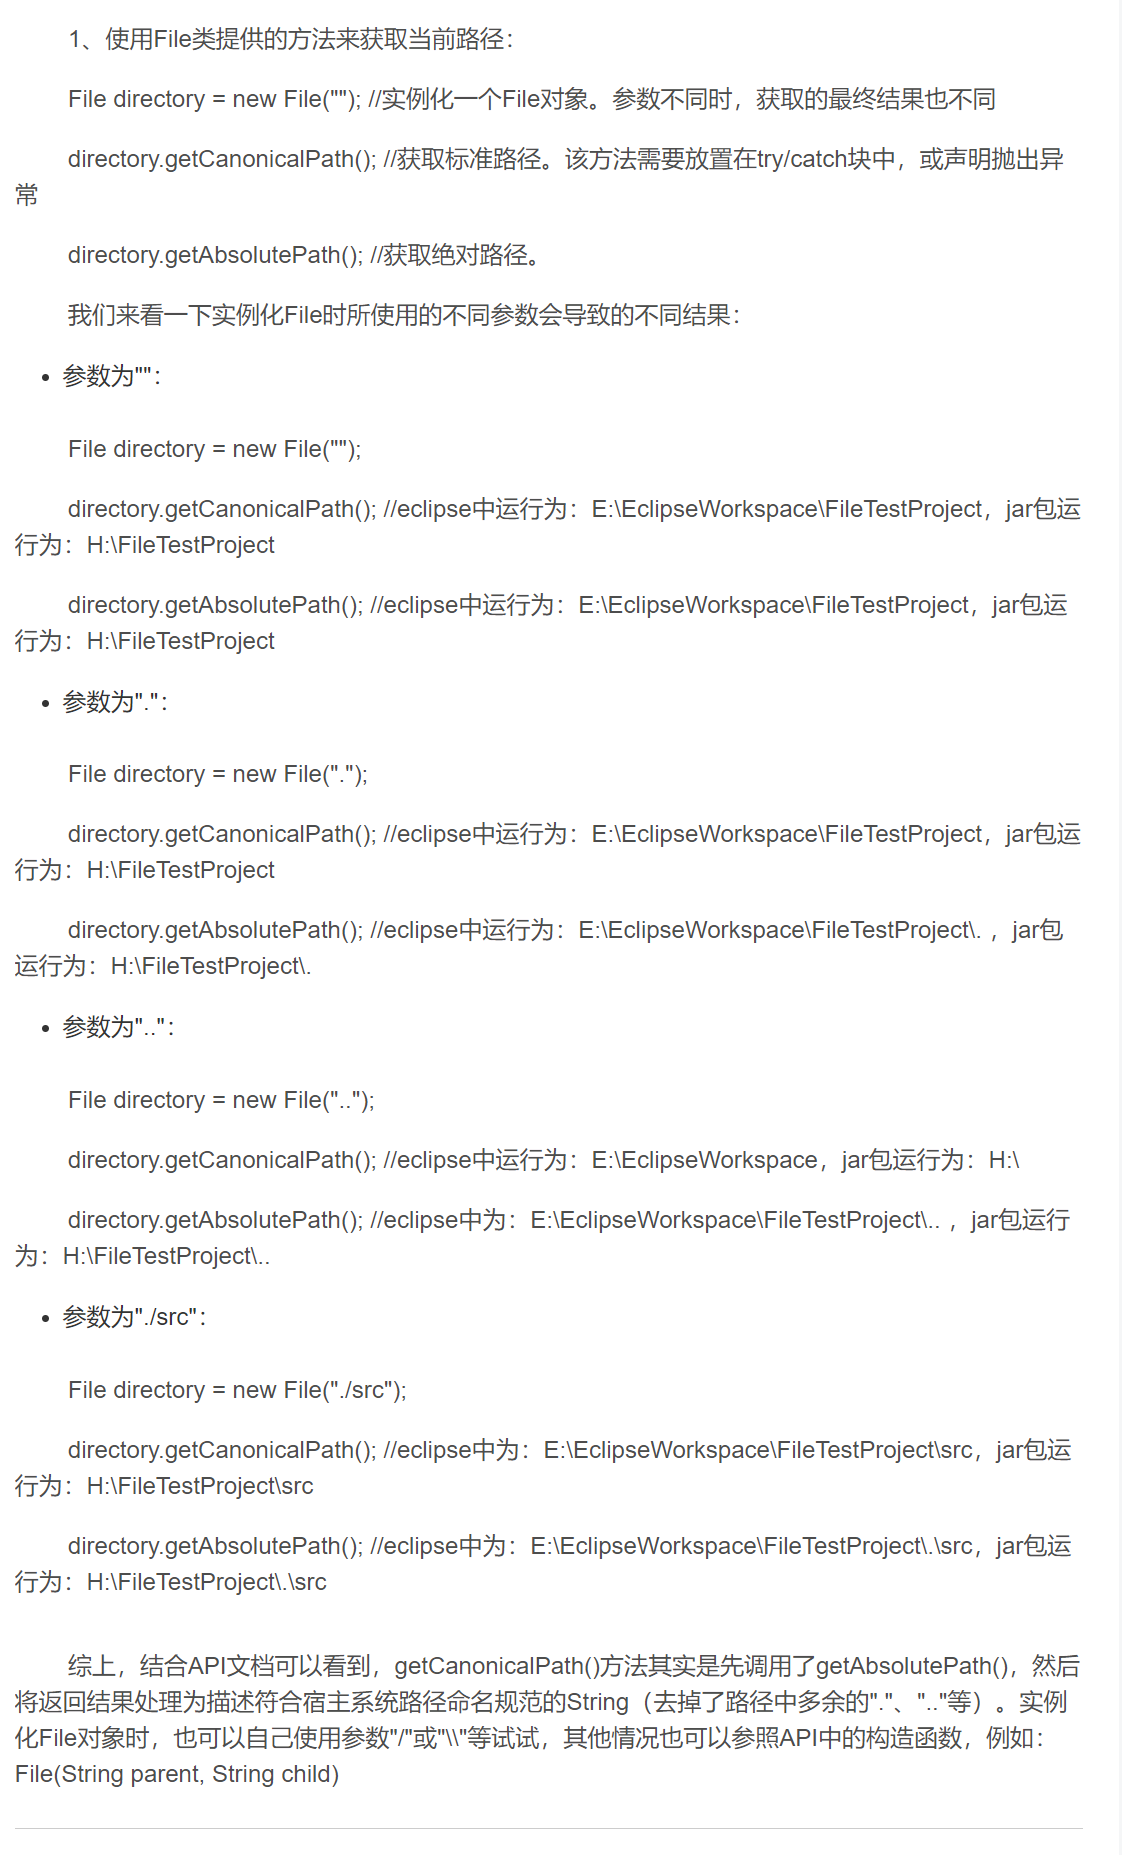 1、使用File类提供的方法来获取当前路径：
File directory = new File(""); //实例化一个File对象。参数不同时，获取的最终结果也不同
directory.getCanonicalPath(); //获取标准路径。该方法需要放置在try/catch块中，或声明抛出异
常
directory.getAbsolutePath(); //获取绝对路径。
我们来看一下实例化File时所使用的不同参数会导致的不同结果：
• 参数为""：
File directory = new File("");
directory.getCanonicalPath(); //eclipse中运行为：E:\EclipseWorkspace\FileTestProject，jar包运
行为：H:\FileTestProject
directory.getAbsolutePath(); //eclipse中运行为：E:\EclipseWorkspace\FileTestProject，jar包运
行为：H:\FileTestProject
• 参数为"."：
File directory = new File(".");
directory.getCanonicalPath(); //eclipse中运行为：E:\EclipseWorkspace\FileTestProject，jar包运
行为：H:\FileTestProject
directory.getAbsolutePath(); //eclipse中运行为：E:\EclipseWorkspace\FileTestProject\. ，jar包
运行为：H:\FileTestProject\.
• 参数为".."：
File directory = new File("..");
directory.getCanonicalPath(); //eclipse中运行为：E:\EclipseWorkspace，jar包运行为：H:\
directory.getAbsolutePath(); //eclipse中为：E:\EclipseWorkspace\FileTestProject\.. ，jar包运行
为：H:\FileTestProject\..
• 参数为"./src"：
File directory = new File("./src");
directory.getCanonicalPath(); //eclipse中为：E:\EclipseWorkspace\FileTestProject\src，jar包运
行为：H:\FileTestProject\src
directory.getAbsolutePath(); //eclipse中为：E:\EclipseWorkspace\FileTestProject\.\src，jar包运
行为：H:\FileTestProject\.\src
综上，结合API文档可以看到，getCanonicalPath()方法其实是先调用了getAbsolutePath()，然后
将返回结果处理为描述符合宿主系统路径命名规范的String（去掉了路径中多余的"."、".."等）。实例
化File对象时，也可以自己使用参数"/"或"\\"等试试，其他情况也可以参照API中的构造函数，例如：
File(String parent, String child)